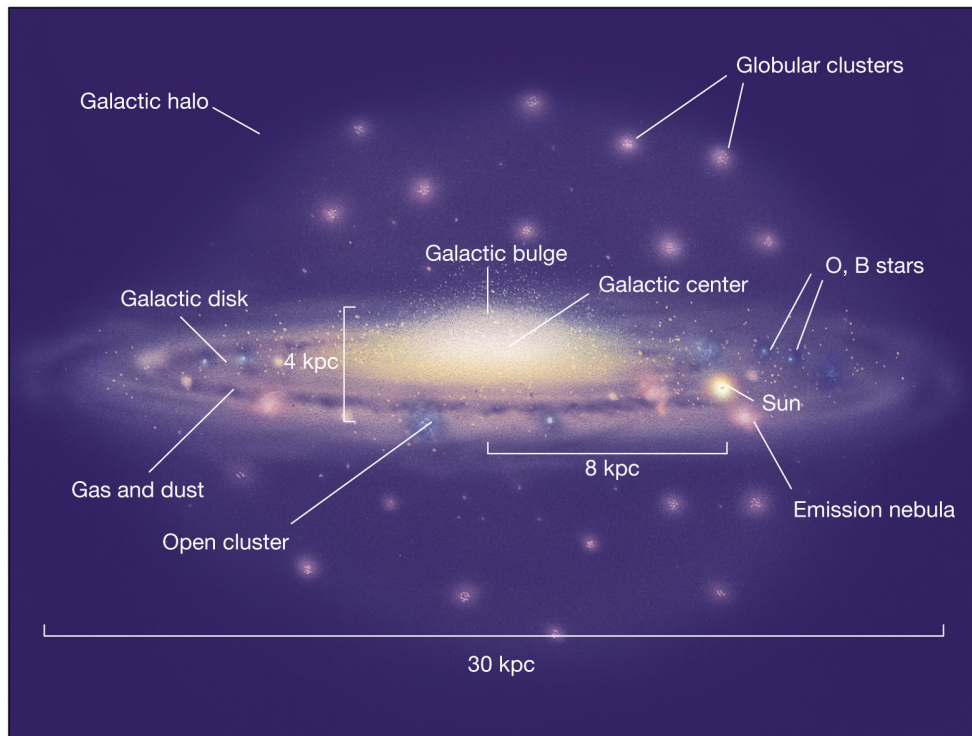 Globular clusters
Galactic halo
Galactic bulge
O, B stars
Galactic center
Galactic disk
4 kpc
Sun
8 kpc
Gas and dust
Emission nebula
Open cluster
30 kpc